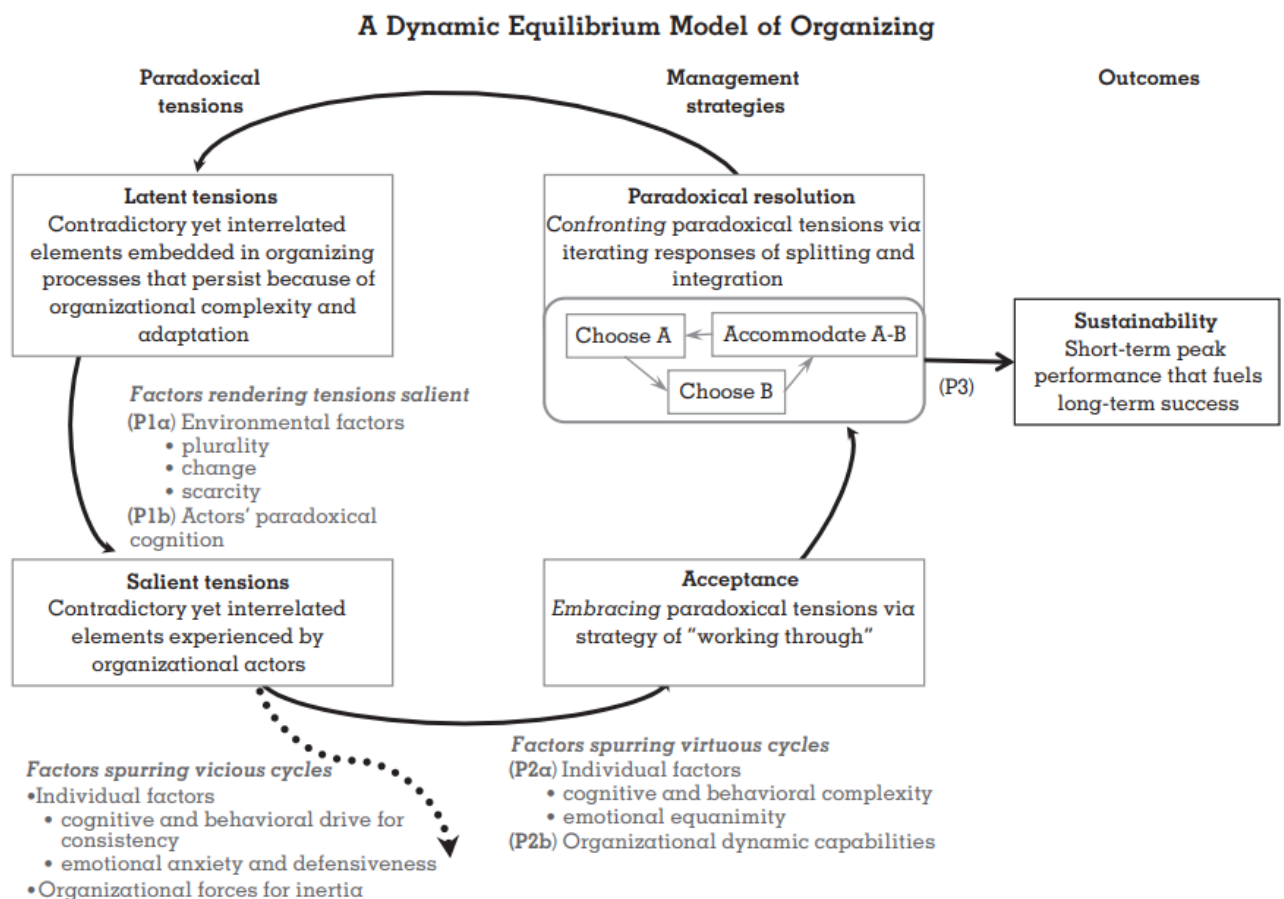 A Dynamic Equilibrium Model of Organizing
Paradoxical
tensions
Management
strategies
Outcomes
Latent tensions
Contradictory yet interrelated
elements embedded in organizing
processes that persist because of
organizational complexity and
adaptation
Paradoxical resolution
Confronting paradoxical tensions via
iterating responses of splitting and
integration
Choose A
Accommodate A-B
Choose B
(P3)
Sustainability
Short-term peak
performance that fuels
long-term success
Factors rendering tensions salient
(P1a) Environmental factors
• plurality
• change
• scarcity
(P1b) Actors’ paradoxical
cognition
Salient tensions
Contradictory yet interrelated
elements experienced by
organizational actors
Acceptance
Embracing paradoxical tensions via
strategy of “working through”
Factors spurring vicious cycles
•Individual factors
• cognitive and behavioral drive for
consistency
• emotional anxiety and defensiveness
•Organizational forces for inertia
Factors spurring virtuous cycles
(P2a) Individual factors
• cognitive and behavioral complexity
• emotional equanimity
(P2b) Organizational dynamic capabilities